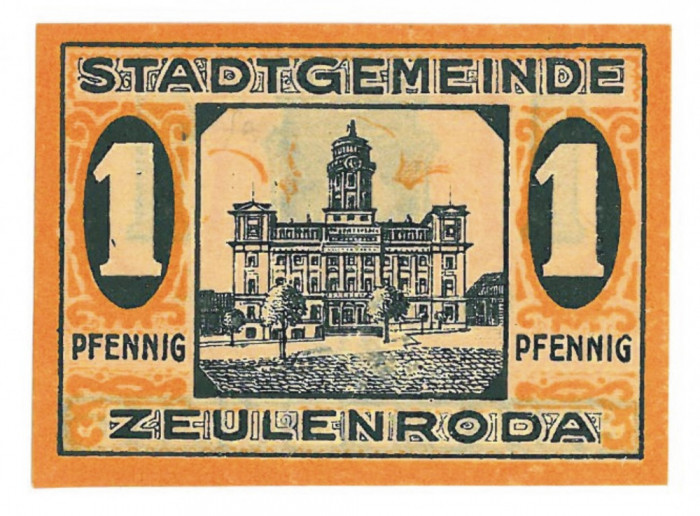 STADTGEMEINDE
1 1
PFENNIG PFENNIG
ZEULENRODA